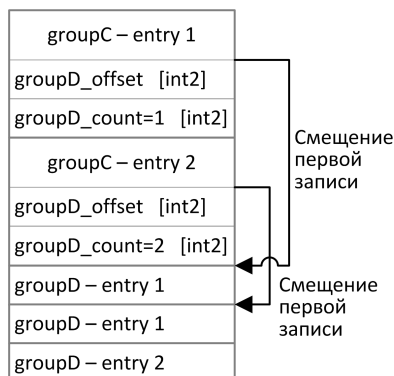 groupC – entry 1
groupD_offset [int2]
groupD_count=1 [int2]
groupC – entry 2
groupD_offset [int2]
groupD_count=2 [int2]
groupD – entry 1
groupD – entry 1
groupD – entry 2
Смещение
первой
записи
Смещение
первой
записи